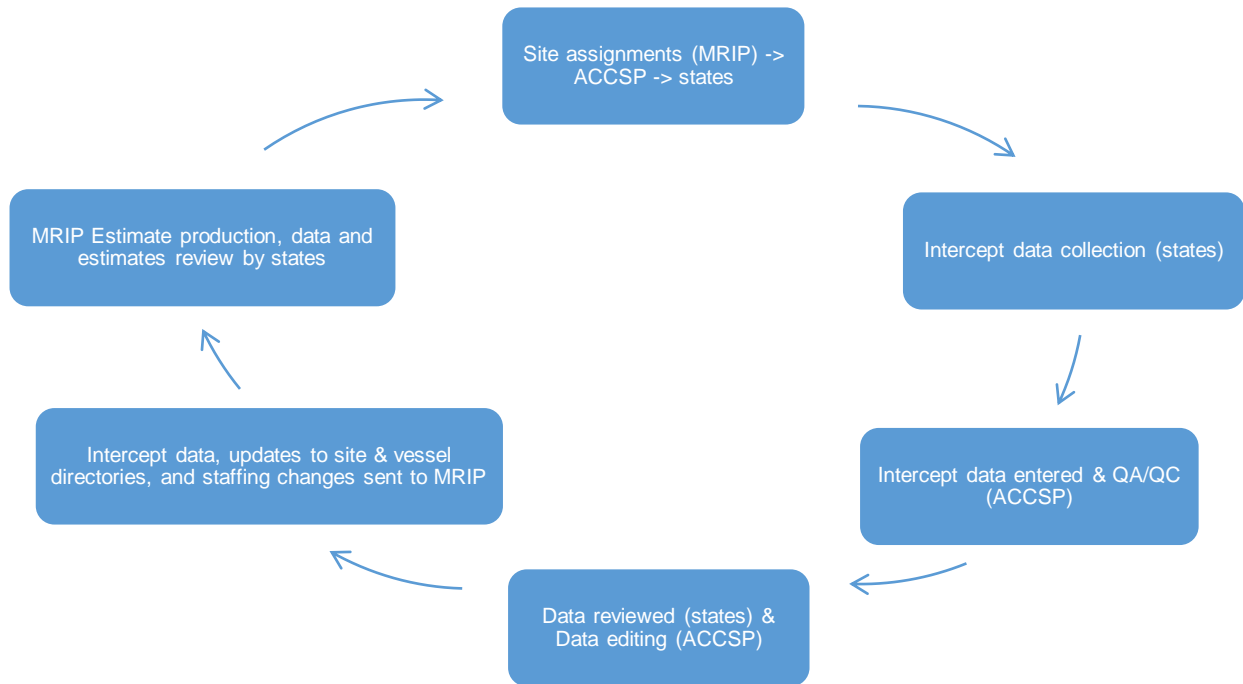 Site assignments (MRIP) ->
ACCSP -> states
Intercept data collection (states)
Intercept data entered & QA/QC
(ACCSP)
Data reviewed (states) &
Data editing (ACCSP)
Intercept data, updates to site & vessel
directories, and staffing changes sent to MRIP
MRIP Estimate production, data and
estimates review by states